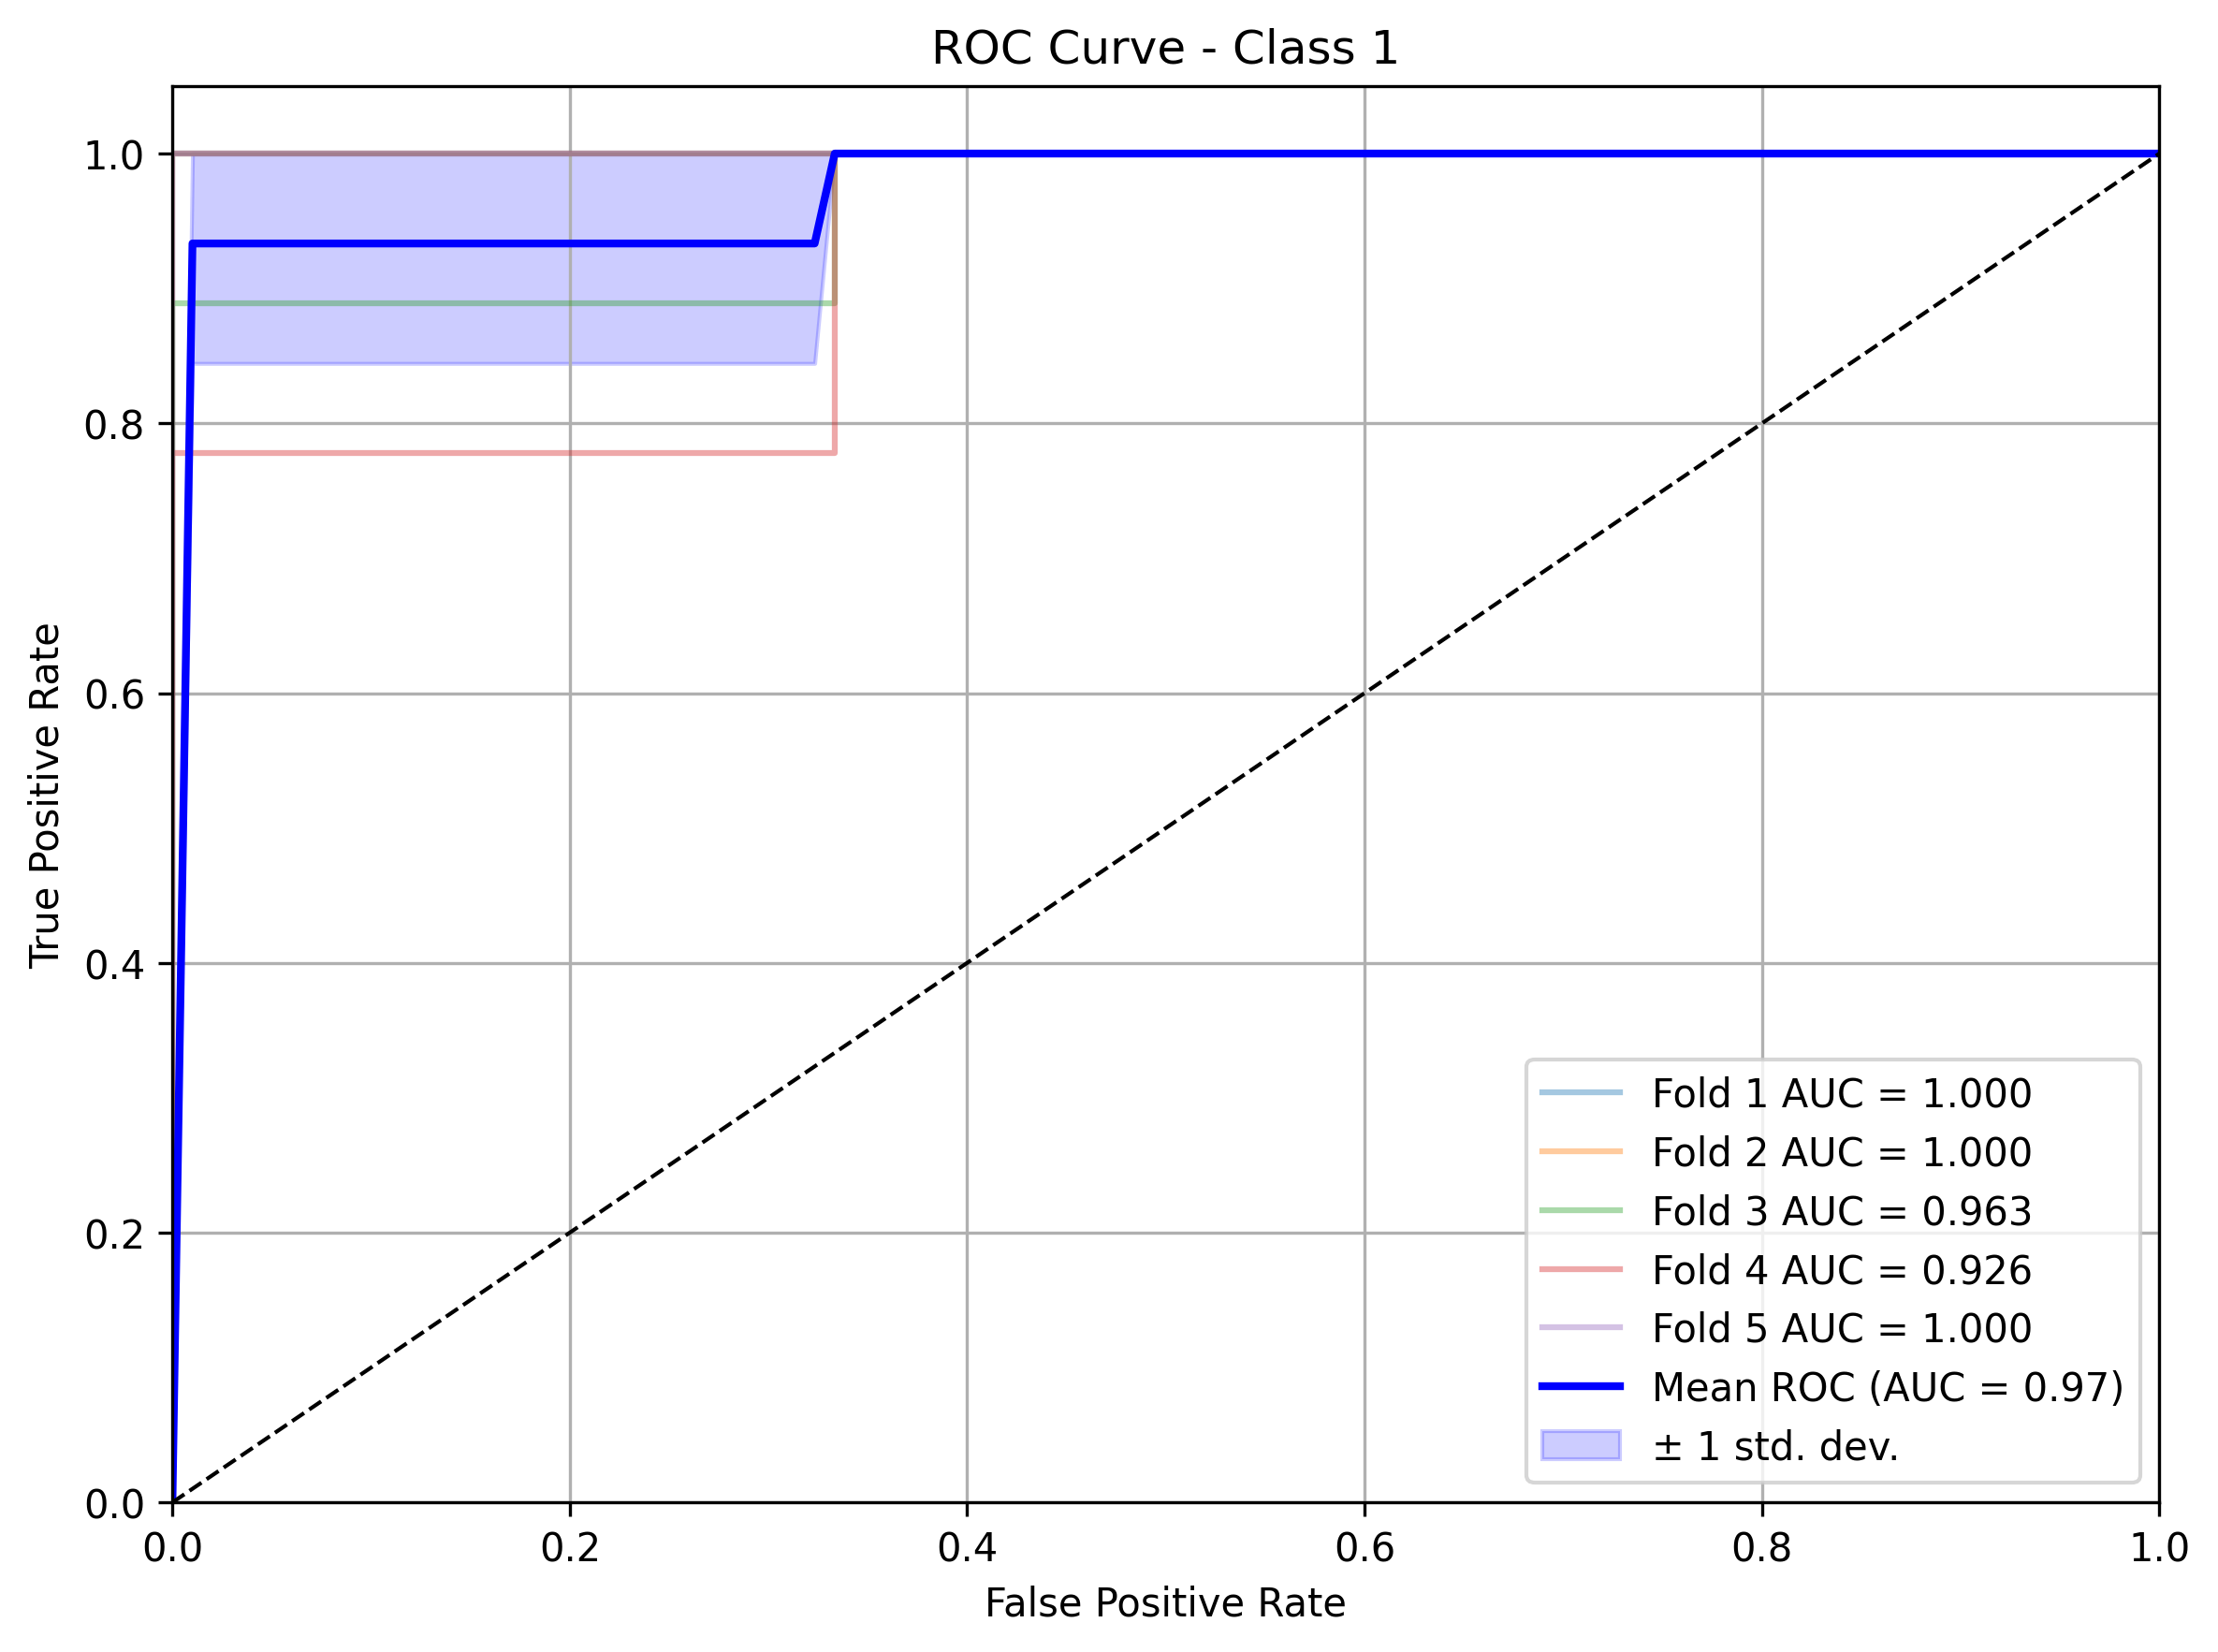 ROC Curve - Class 1
True Positive Rate
1.0
0.8
0.6
0.4
0.2
0.0
0.0 0.2 0.4 0.6 0.8 1.0
False Positive Rate
Fold 1 AUC = 1.000
Fold 2 AUC = 1.000
Fold 3 AUC = 0.963
Fold 4 AUC = 0.926
Fold 5 AUC = 1.000
Mean ROC (AUC = 0.97)
± 1 std. dev.